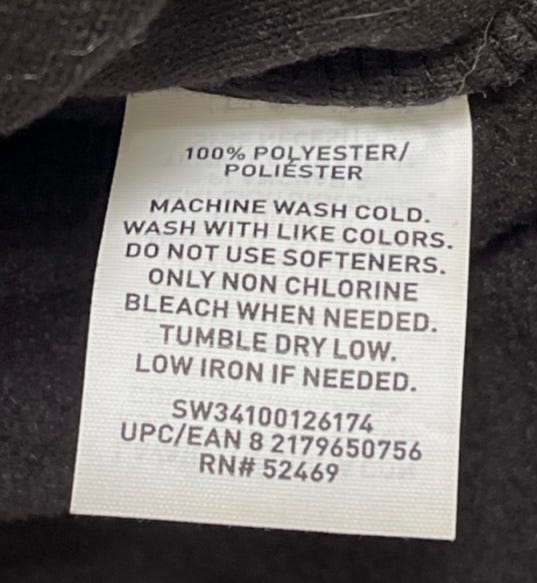 100% POLYESTER/
POLIÉSTER
MACHINE WASH COLD.
WASH WITH LIKE COLORS.
DO NOT USE SOFTENERS.
ONLY NON CHLORINE
BLEACH WHEN NEEDED.
TUMBLE DRY LOW.
LOW IRON IF NEEDED.
SW34100126174
UPC/EAN 8 2179650756
RN# 52469